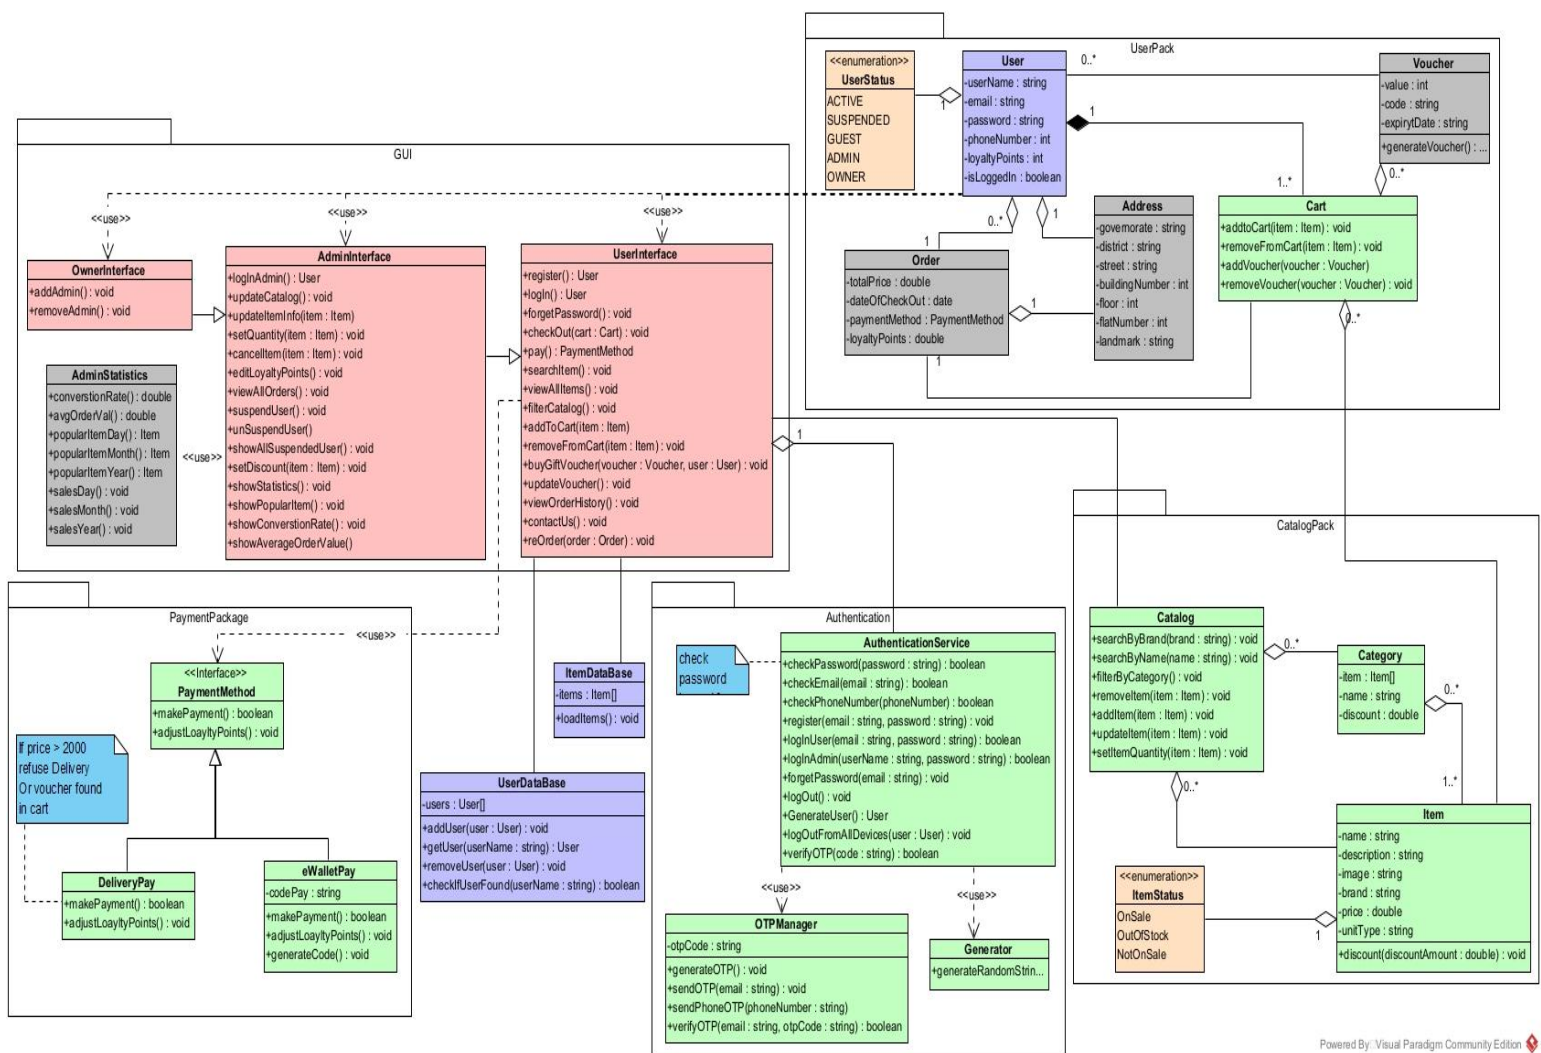 UserPack
<<enumeration>>
UserStatus
ACTIVE
SUSPENDED
GUEST
ADMIN
OWNER
User
-userName : string
-email : string
-password : string
-phoneNumber : int
-loyaltyPoints : int
-isLoggedIn : boolean
0..*
Voucher
-value : int
-code : string
-expirytDate : string
+generateVoucher() : ...
1
1
1..*
0..*
Cart
+addtoCart(item : Item) : void
+removeFromCart(item : Item) : void
+addVoucher(voucher : Voucher)
+removeVoucher(voucher : Voucher) : void
0..*
0..*
1
1
Address
-governorate : string
-district : string
-street : string
-buildingNumber : int
-floor : int
-flatNumber : int
-landmark : string
Order
-totalPrice : double
-dateOfCheckOut : date
-paymentMethod : PaymentMethod
-loyaltyPoints : double
1
1
GUI
<<use>>
<<use>>
<<use>>
OwnerInterface
+addAdmin() : void
+removeAdmin() : void
AdminInterface
+logInAdmin() : User
+updateCatalog() : void
+updateItemInfo(item : Item)
+setQuantity(item : Item) : void
+cancelItem(item : Item) : void
+editLoyaltyPoints() : void
+viewAllOrders() : void
+suspendUser() : void
+unSuspendUser()
+showAllSuspendedUser() : void
+setDiscount(item : Item) : void
+showStatistics() : void
+showPopularItem() : void
+showConverstionRate() : void
+showAverageOrderValue()
UserInterface
+register() : User
+logIn() : User
+forgetPassword() : void
+checkOut(cart : Cart) : void
+pay() : PaymentMethod
+searchItem() : void
+viewAllItems() : void
+filterCatalog() : void
+addToCart(item : Item)
+removeFromCart(item : Item) : void
+buyGiftVoucher(voucher : Voucher, user : User) : void
+updateVoucher() : void
+viewOrderHistory() : void
+contactUs() : void
+reOrder(order : Order) : void
1
AdminStatistics
+converstionRate() : double
+avgOrderVal() : double
+popularItemDay() : Item
+popularItemMonth() : Item
+popularItemYear() : Item
+salesDay() : void
+salesMonth() : void
+salesYear() : void
<<use>>
PaymentPackage
<<use>>
<<Interface>>
PaymentMethod
+makePayment() : boolean
+adjustLoayltyPoints() : void
If price > 2000
refuse Delivery
Or voucher found
in cart
DeliveryPay
+makePayment() : boolean
+adjustLoayltyPoints() : void
eWalletPay
-codePay : string
+makePayment() : boolean
+adjustLoayltyPoints() : void
+generateCode() : void
ItemDataBase
-items : Item[]
+loadItems() : void
UserDataBase
-users : User[]
+addUser(user : User) : void
+getUser(userName : string) : User
+removeUser(user : User) : void
+checkIfUserFound(userName : string) : boolean
Authentication
check
password
AuthenticationService
+checkPassword(password : string) : boolean
+checkEmail(email : string) : boolean
+checkPhoneNumber(phoneNumber) : boolean
+register(email : string, password : string) : void
+logInUser(email : string, password : string) : boolean
+logInAdmin(userName : string, password : string) : boolean
+forgetPassword(email : string) : void
+logOut() : void
+GenerateUser() : User
+logOutFromAllDevices(user : User) : void
+verifyOTP(code : string) : boolean
<<use>>
<<use>>
OTPManager
-otpCode : string
+generateOTP() : void
+sendOTP(email : string) : void
+sendPhoneOTP(phoneNumber : string)
+verifyOTP(email : string, otpCode : string) : boolean
Generator
+generateRandomStrin...
CatalogPack
Catalog
+searchByBrand(brand : string) : void
+searchByName(name : string) : void
+filterByCategory() : void
+removeItem(item : Item) : void
+addItem(item : Item) : void
+updateItem(item : Item) : void
+setItemQuantity(item : Item) : void
0..*
Category
-item : Item[]
-name : string
-discount : double
0..*
0..*
1..*
Item
-name : string
-description : string
-image : string
-brand : string
-price : double
-unitType : string
+discount(discountAmount : double) : void
<<enumeration>>
ItemStatus
OnSale
OutOfStock
NotOnSale
1
Powered By Visual Paradigm Community Edition